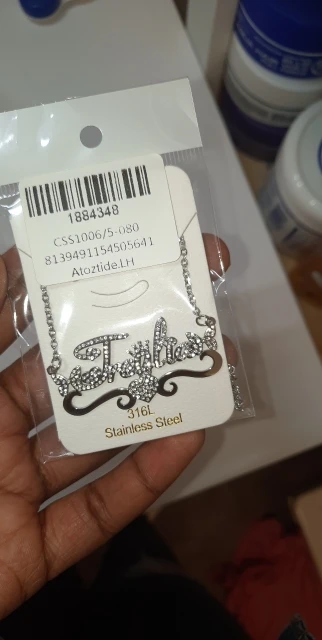 1884348
CSS1006/5-080
8139491154505641
Atoztide.LH
316L
Stainless Steel